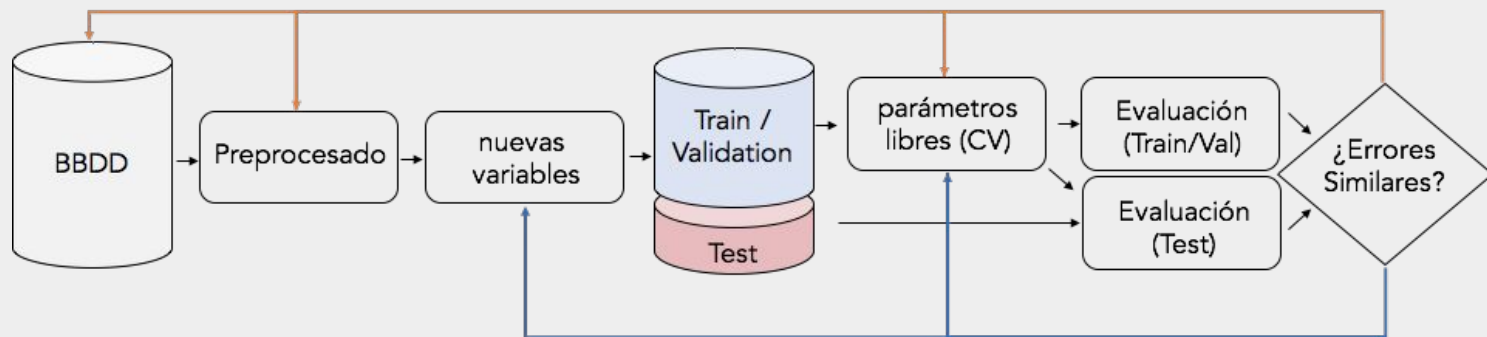 BBDD
Preprocesado
nuevas
variables
Train /
Validation
Test
parámetros
libres (CV)
Evaluación
(Train/Val)
Evaluación
(Test)
¿Errores
Similares?